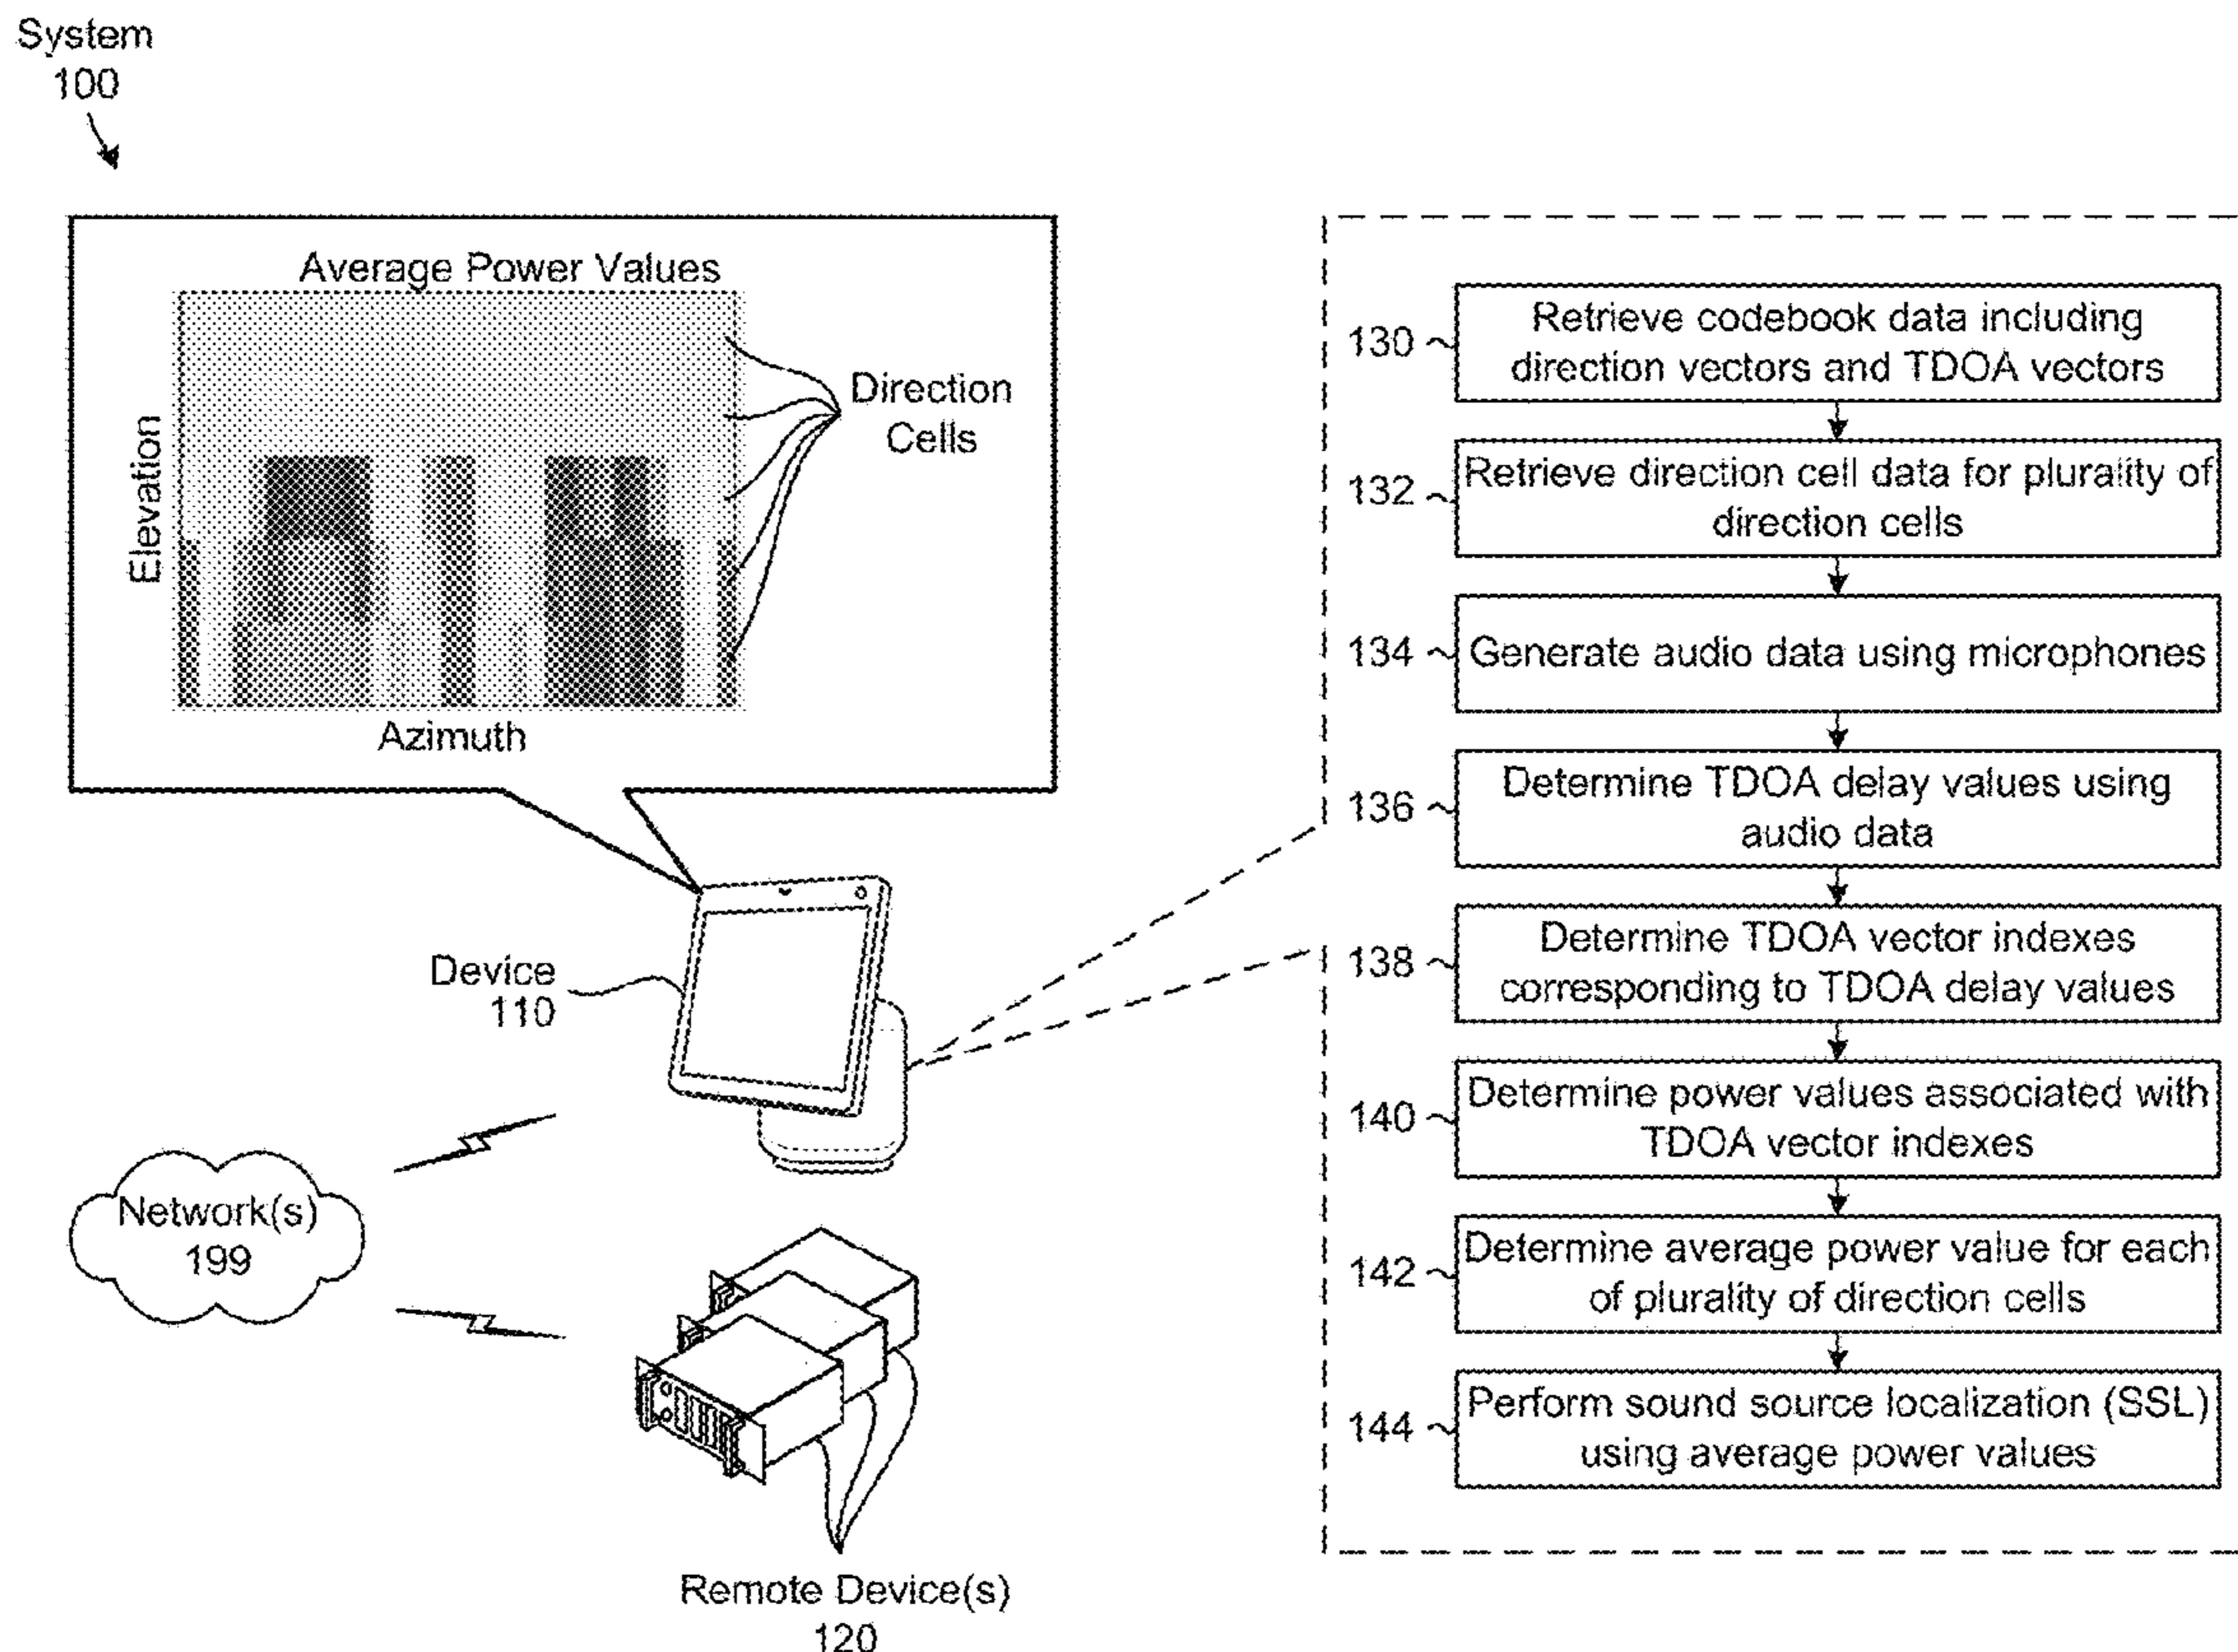 System
100
Average Power Values
Direction
Cells
Elevation
Azimuth
Device
110
Network(s)
199
Remote Device(s)
120
130
Retrieve codebook data including
direction vectors and TDOA vectors
132
Retrieve direction cell data for plurality of
direction cells
134
Generate audio data using microphones
136
Determine TDOA delay values using
audio data
138
Determine TDOA vector indexes
corresponding to TDOA delay values
140
Determine power values associated with
TDOA vector indexes
142
Determine average power value for each
of plurality of direction cells
144
Perform sound source localization (SSL)
using average power values